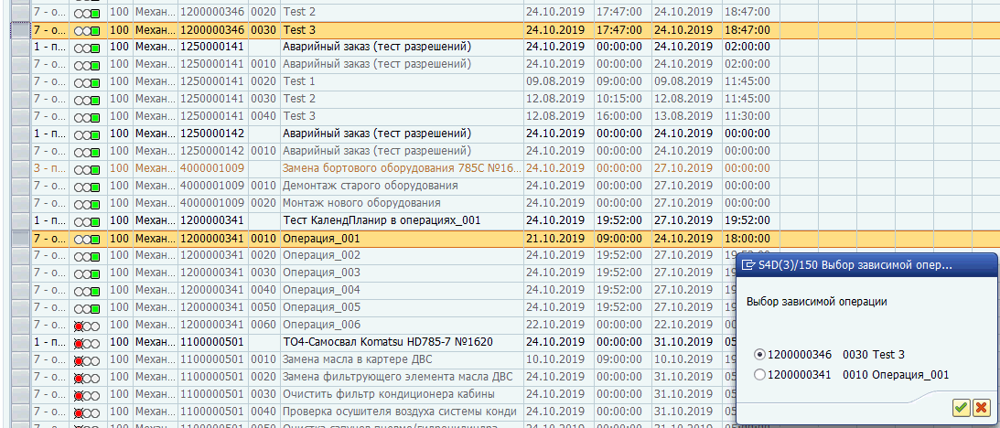 7 - о... 100 Механ... 1200000346 0020 Test 2 24.10.2019 17:47:00 24.10.2019 18:47:00
7 - о... 100 Механ... 1200000346 0030 Test 3 24.10.2019 17:47:00 24.10.2019 18:47:00
1 - п... 100 Механ... 1250000141 Аварийный заказ (тест разрешений) 24.10.2019 00:00:00 24.10.2019 02:00:00
7 - о... 100 Механ... 1250000141 0010 Аварийный заказ (тест разрешений) 24.10.2019 00:00:00 24.10.2019 02:00:00
7 - о... 100 Механ... 1250000141 0020 Test 1 09.08.2019 09:00:00 09.08.2019 11:45:00
7 - о... 100 Механ... 1250000141 0030 Test 2 12.08.2019 10:15:00 12.08.2019 11:45:00
7 - о... 100 Механ... 1250000141 0040 Test 3 12.08.2019 16:00:00 13.08.2019 11:30:00
1 - п... 100 Механ... 1250000142 Аварийный заказ (тест разрешений) 24.10.2019 00:00:00 24.10.2019 00:00:00
7 - о... 100 Механ... 1250000142 0010 Аварийный заказ (тест разрешений) 24.10.2019 00:00:00 24.10.2019 00:00:00
3 - п... 100 Механ... 4000001009 Замена бортового оборудования 785C №16... 24.10.2019 00:00:00 27.10.2019 00:00:00
7 - о... 100 Механ... 4000001009 0010 Демонтаж старого оборудования 24.10.2019 00:00:00 27.10.2019 00:00:00
7 - о... 100 Механ... 4000001009 0020 Монтаж нового оборудования 24.10.2019 00:00:00 27.10.2019 00:00:00
1 - п... 100 Механ... 1200000341 Тест КалендПланир в операциях_001 24.10.2019 19:52:00 27.10.2019 19:52:00
7 - о... 100 Механ... 1200000341 0010 Операция_001 21.10.2019 09:00:00 24.10.2019 18:00:00
7 - о... 100 Механ... 1200000341 0020 Операция_002 24.10.2019 19:52:00 27.10.2019
7 - о... 100 Механ... 1200000341 0030 Операция_003 24.10.2019 19:52:00 27.10.2019
7 - о... 100 Механ... 1200000341 0040 Операция_004 24.10.2019 19:52:00 27.10.2019 19
7 - о... 100 Механ... 1200000341 0050 Операция_005 24.10.2019 19:52:00 27.10.2019 19
7 - о... 100 Механ... 1200000341 0060 Операция_006 22.10.2019 00:00:00 22.10.2019 00
1 - п... 100 Механ... 1100000501 ТО4-Самосвал Komatsu HD785-7 №1620 24.10.2019 00:00:00 31.10.2019 05
7 - о... 100 Механ... 1100000501 0010 Замена масла в картере ДВС 10.10.2019 09:00:00 10.10.2019 19
7 - о... 100 Механ... 1100000501 0020 Замена фильтрующего элемента масла ДВС 24.10.2019 00:00:00 31.10.2019 05
7 - о... 100 Механ... 1100000501 0030 Очистить фильтр кондиционера кабины 24.10.2019 00:00:00 31.10.2019 05
7 - о... 100 Механ... 1100000501 0040 Проверка осушителя воздуха системы конди 24.10.2019 00:00:00 31.10.2019 05
S4D(3)/150 Выбор зависимой опер...
Выбор зависимой операции
1200000346 0030 Test 3
1200000341 0010 Операция_001